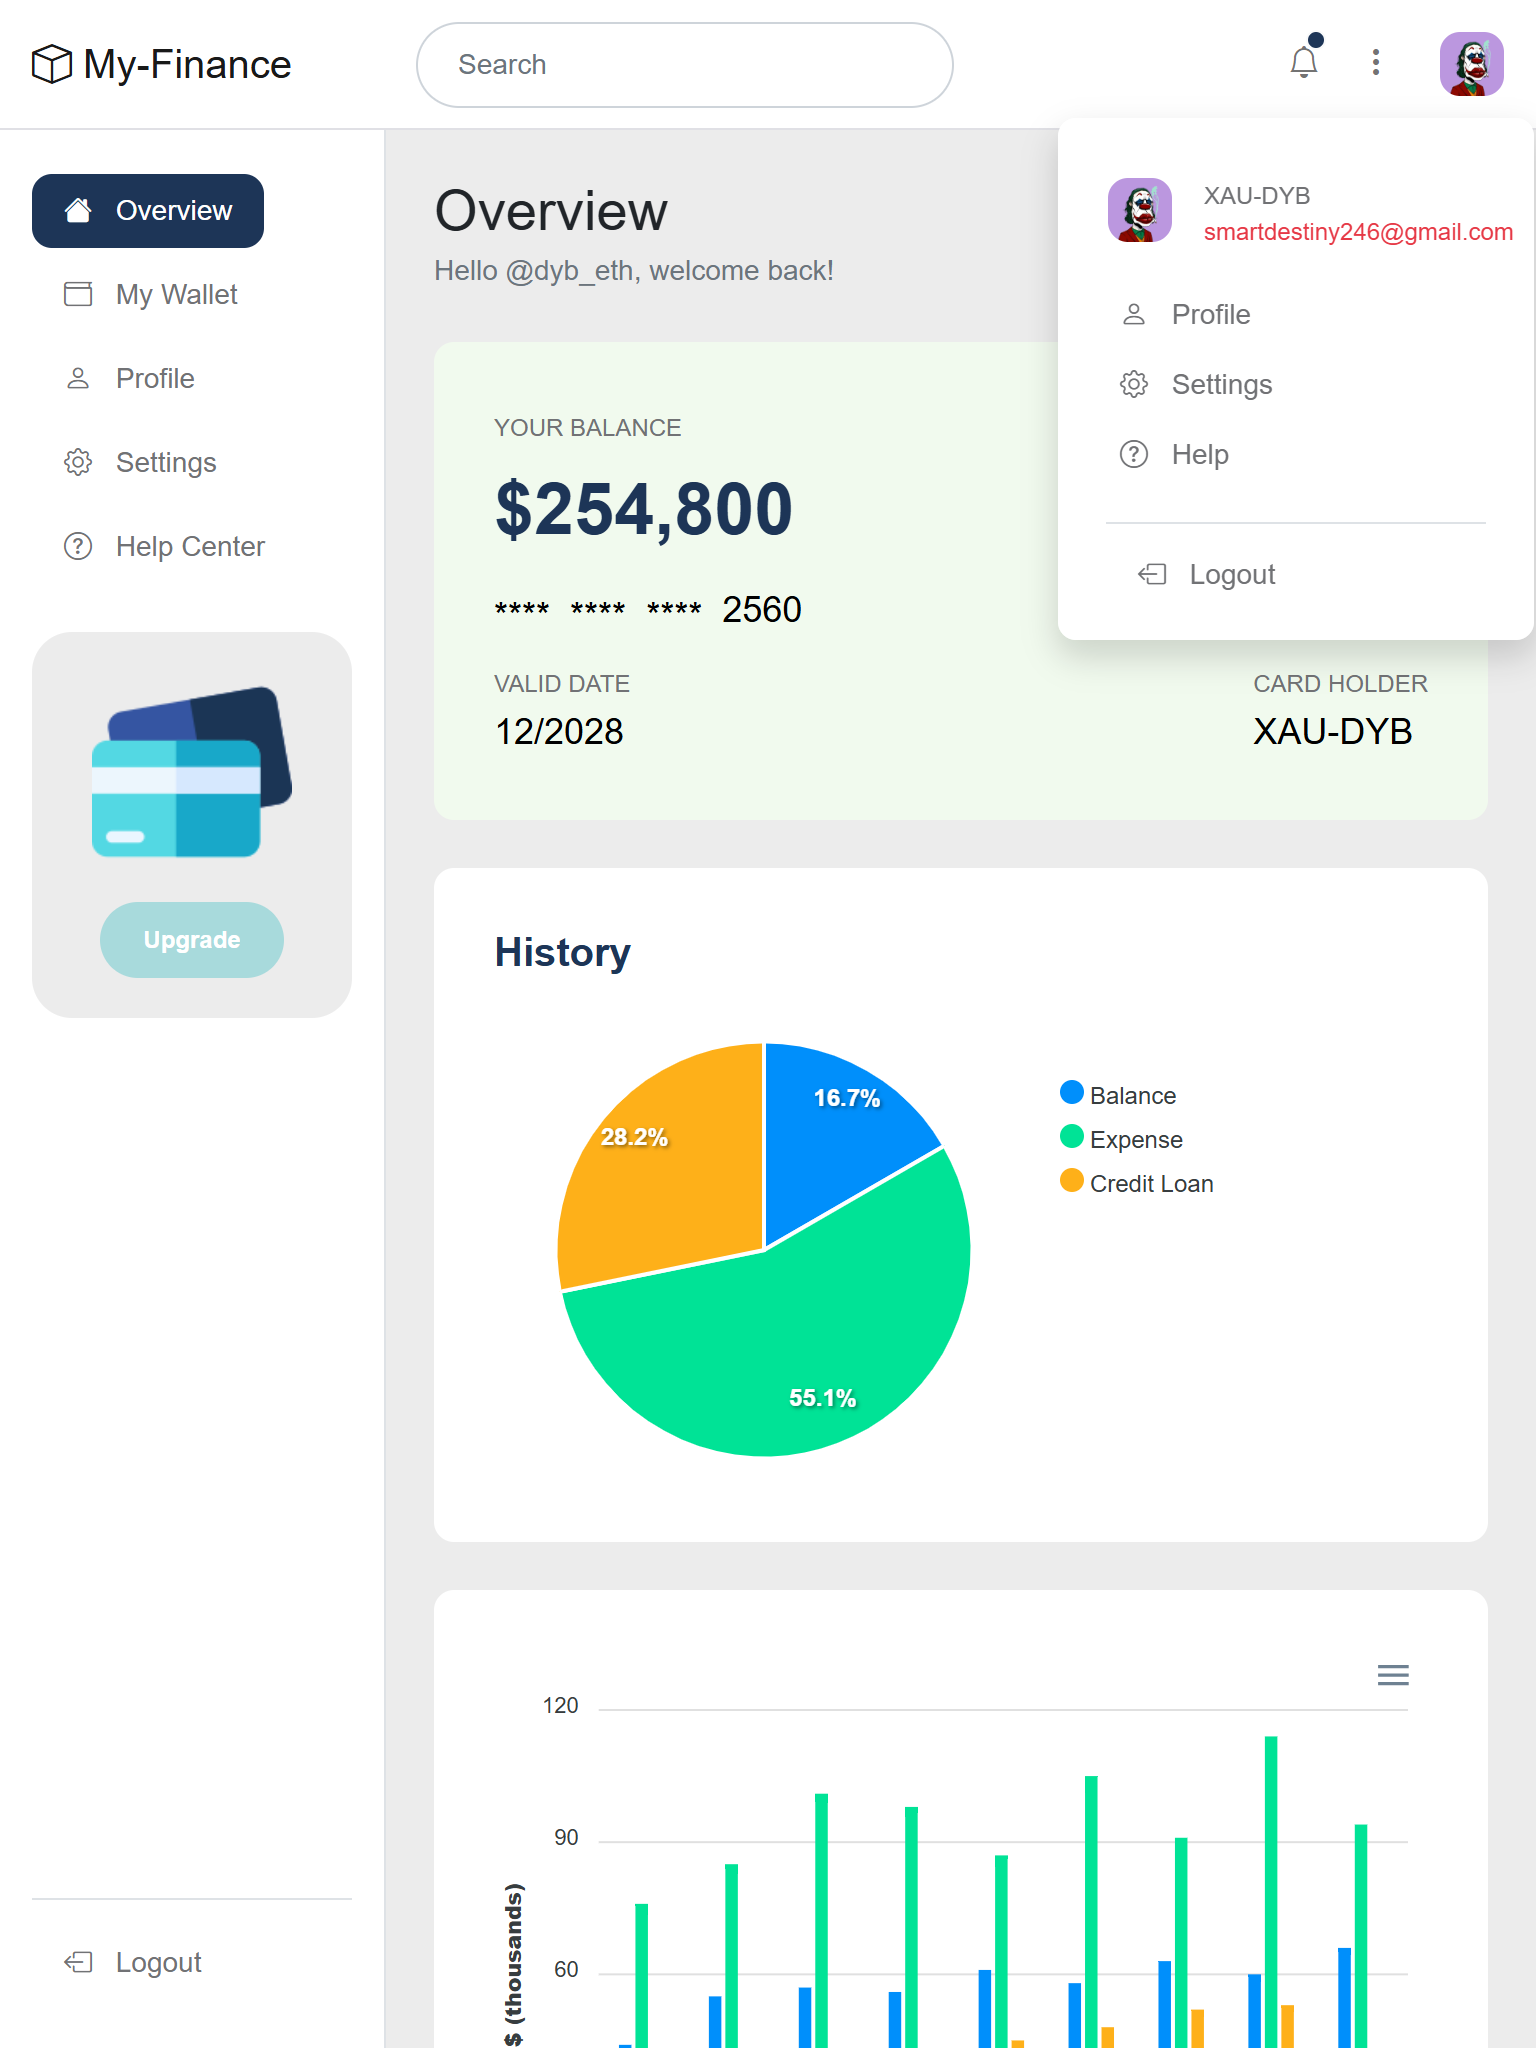 My-Finance
Search
XAU-DYB
smartdestiny246@gmail.com
Profile
Settings
Help
Logout
Overview
My Wallet
Profile
Settings
Help Center
Upgrade
Logout
Overview
Hello @dyb_eth, welcome back!
YOUR BALANCE
$254,800
**** **** **** 2560
VALID DATE
CARD HOLDER
12/2028
XAU-DYB
History
16.7%
28.2%
55.1%
Balance
Expense
Credit Loan
120
90
60
$ (thousands)